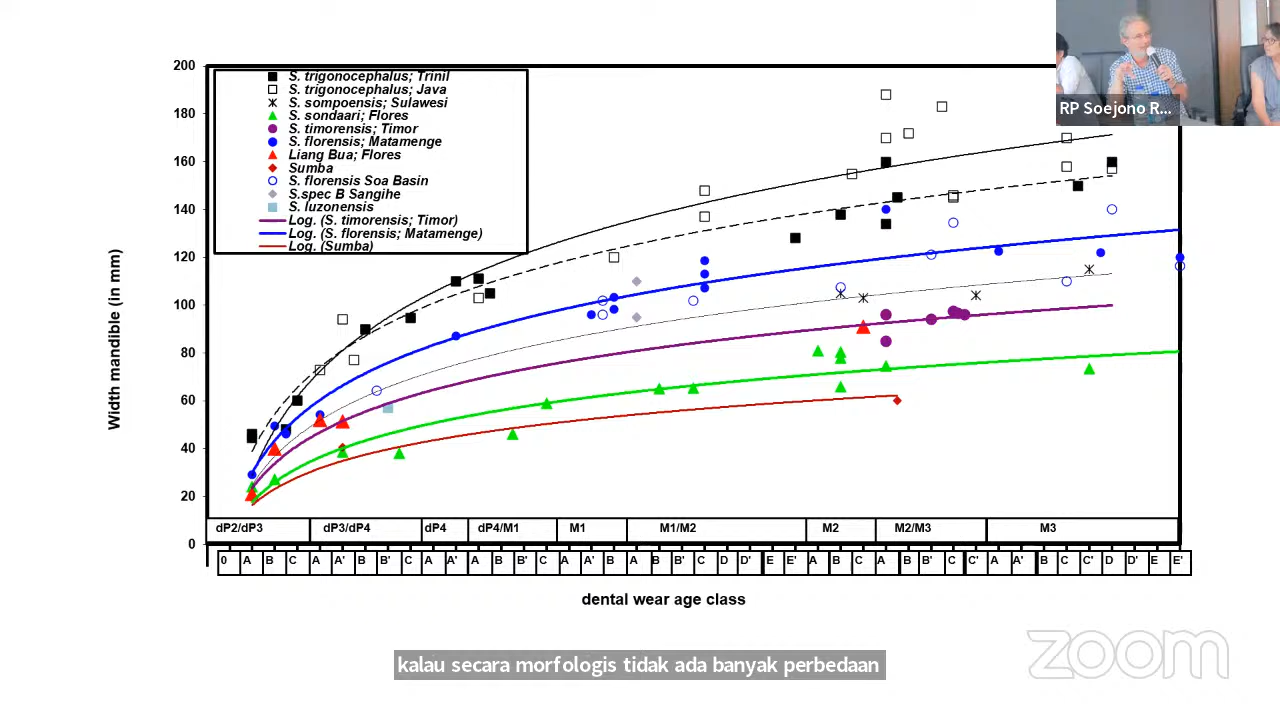 200
180
160
140
120
100
80
60
40
20
0
Width mandible (in mm)
S. trigonocephalus; Trinil
S. trigonocephalus; Java
S. sompoensis; Sulawesi
S. sondaari; Flores
S. timorensis; Timor
S. florensis; Matamenge
Liang Bua; Flores
Sumba
S. florensis Soa Basin
S.spec B Sangihe
S. luzonensis
Log. (S. timorensis; Timor)
Log. (S. florensis; Matamenge)
Log. (Sumba)
RP Soejono R...
dP2/dP3 dP3/dP4 dP4 dP4/M1 M1 M1/M2 M2 M2/M3 M3
0 A B C A A' B B' C A A' A B B' C A A' B A B B' C D D' E E' A B C A B B' C C' A A' B C C' D D' E E'
dental wear age class
kalau secara morfologis tidak ada banyak perbedaan
zoom